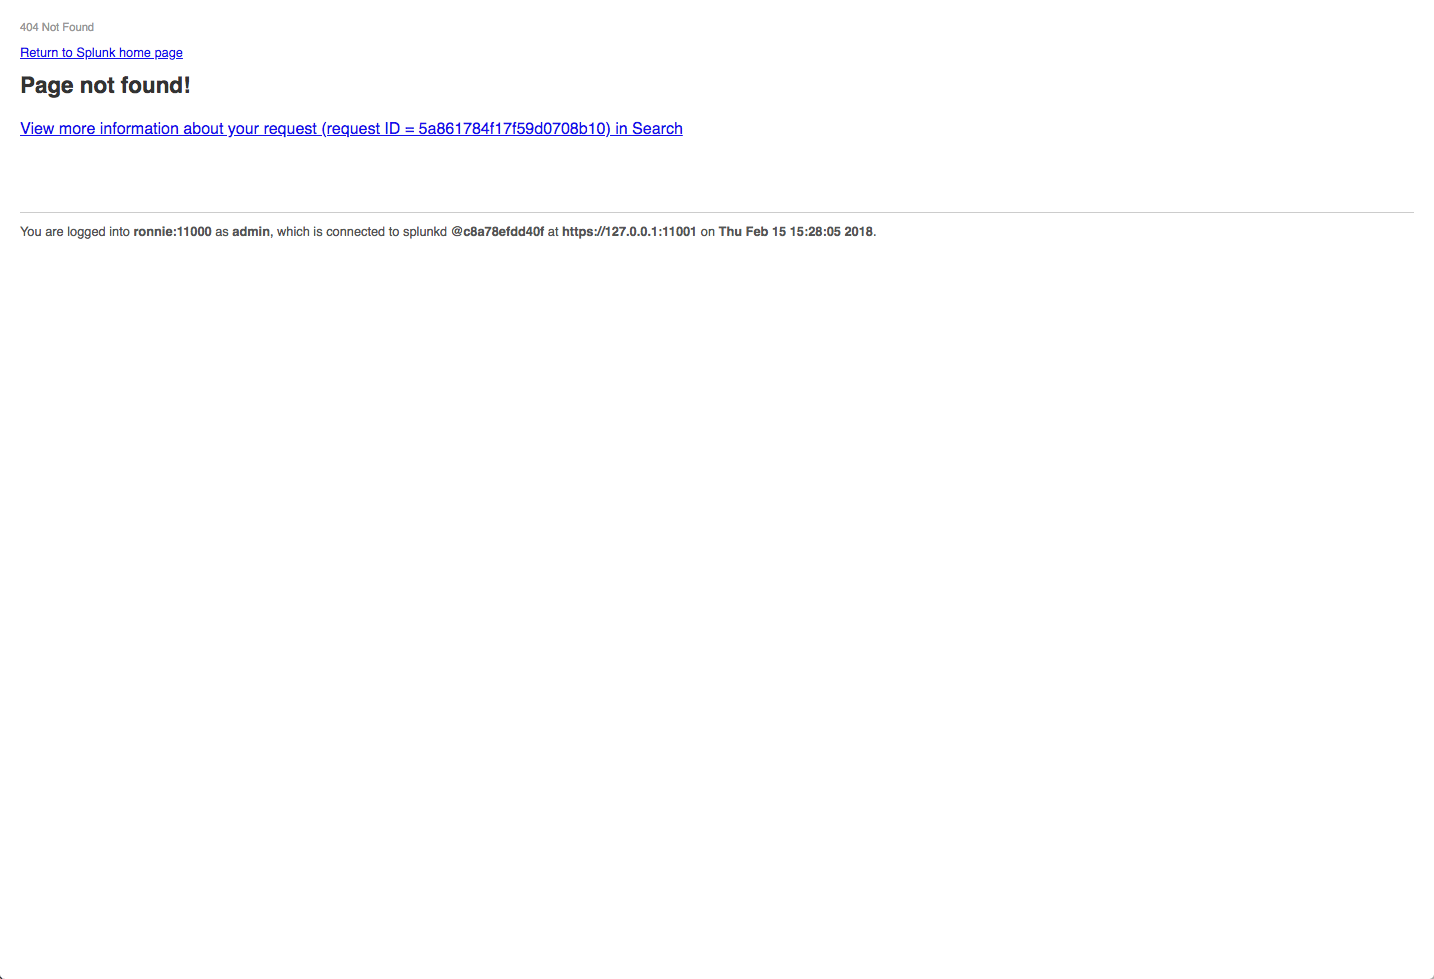 404 Not Found
Return to Splunk home page
Page not found!
View more information about your request (request ID = 5a861784f17f59d0708b10) in Search
You are logged into ronnie:11000 as admin, which is connected to splunkd @c8a78efdd40f at https://127.0.0.1:11001 on Thu Feb 15 15:28:05 2018.